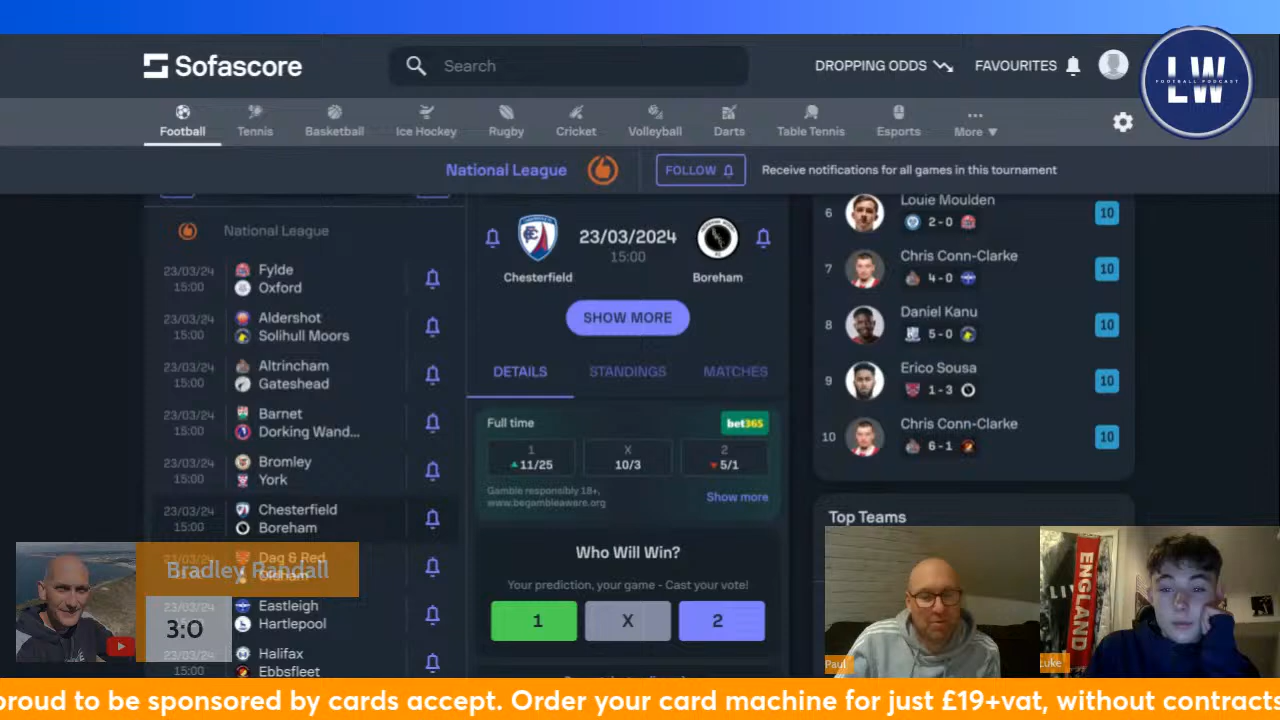 Sofascore
Search
DROPPING ODDS
FAVOURITES
LW
FOOTBALL PODCAST
Football
Tennis
Basketball
Ice Hockey
Rugby
Cricket
Volleyball
Darts
Table Tennis
Esports
More ▼
National League
FOLLOW
Receive notifications for all games in this tournament
National League
23/03/24
15:00
Fylde
Oxford
23/03/24
15:00
Aldershot
Solihull Moors
23/03/24
15:00
Altrincham
Gateshead
23/03/24
15:00
Barnet
Dorking Wand...
23/03/24
15:00
Bromley
York
23/03/24
15:00
Chesterfield
Boreham
23/03/24
Dag & Red
Oldham
23/03/24
15:00
Eastleigh
Hartlepool
23/03/24
15:00
Halifax
Ebbsfleet
Bradley Randall
3:0
23/03/2024
15:00
Chesterfield
Boreham
SHOW MORE
DETAILS
STANDINGS
MATCHES
Full time
bet365
1
11/25
X
10/3
2
5/1
Gamble responsibly 18+,
www.begambleaware.org
Show more
Who Will Win?
Your prediction, your game - Cast your vote!
1
X
2
6
Louie Moulden
2-0
10
7
Chris Conn-Clarke
4-0
10
8
Daniel Kanu
5-0
10
9
Erico Sousa
1-3
10
10
Chris Conn-Clarke
6-1
10
Top Teams
ENGLAND
Paul
Luke
proud to be sponsored by cards accept. Order your card machine for just £19+vat, without contracts